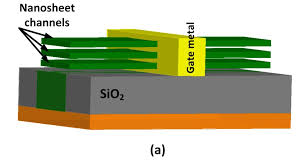 Nanosheet
channels
Gate metal
SiO₂
(a)